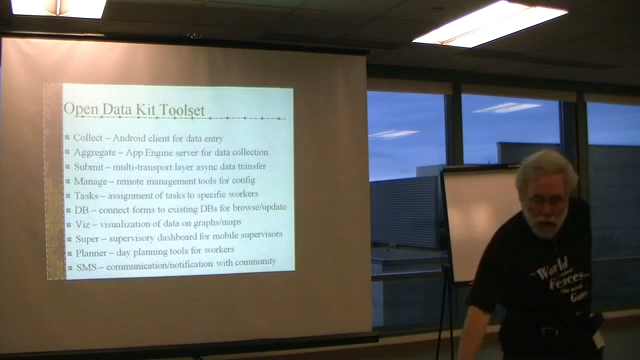 Open Data Kit Toolset
Collect – Android client for data entry
Aggregate – App Engine server for data collection
Submit – multi-transport layer async data transfer
Manage – remote management tools for config
Tasks – assignment of tasks to specific workers
DB – connect forms to existing DBs for browse/update
Viz – visualization of data on graphs/maps
Super – supervisory dashboard for mobile supervisors
Planner – day planning tools for workers
SMS – communication/notification with community
World
Fences